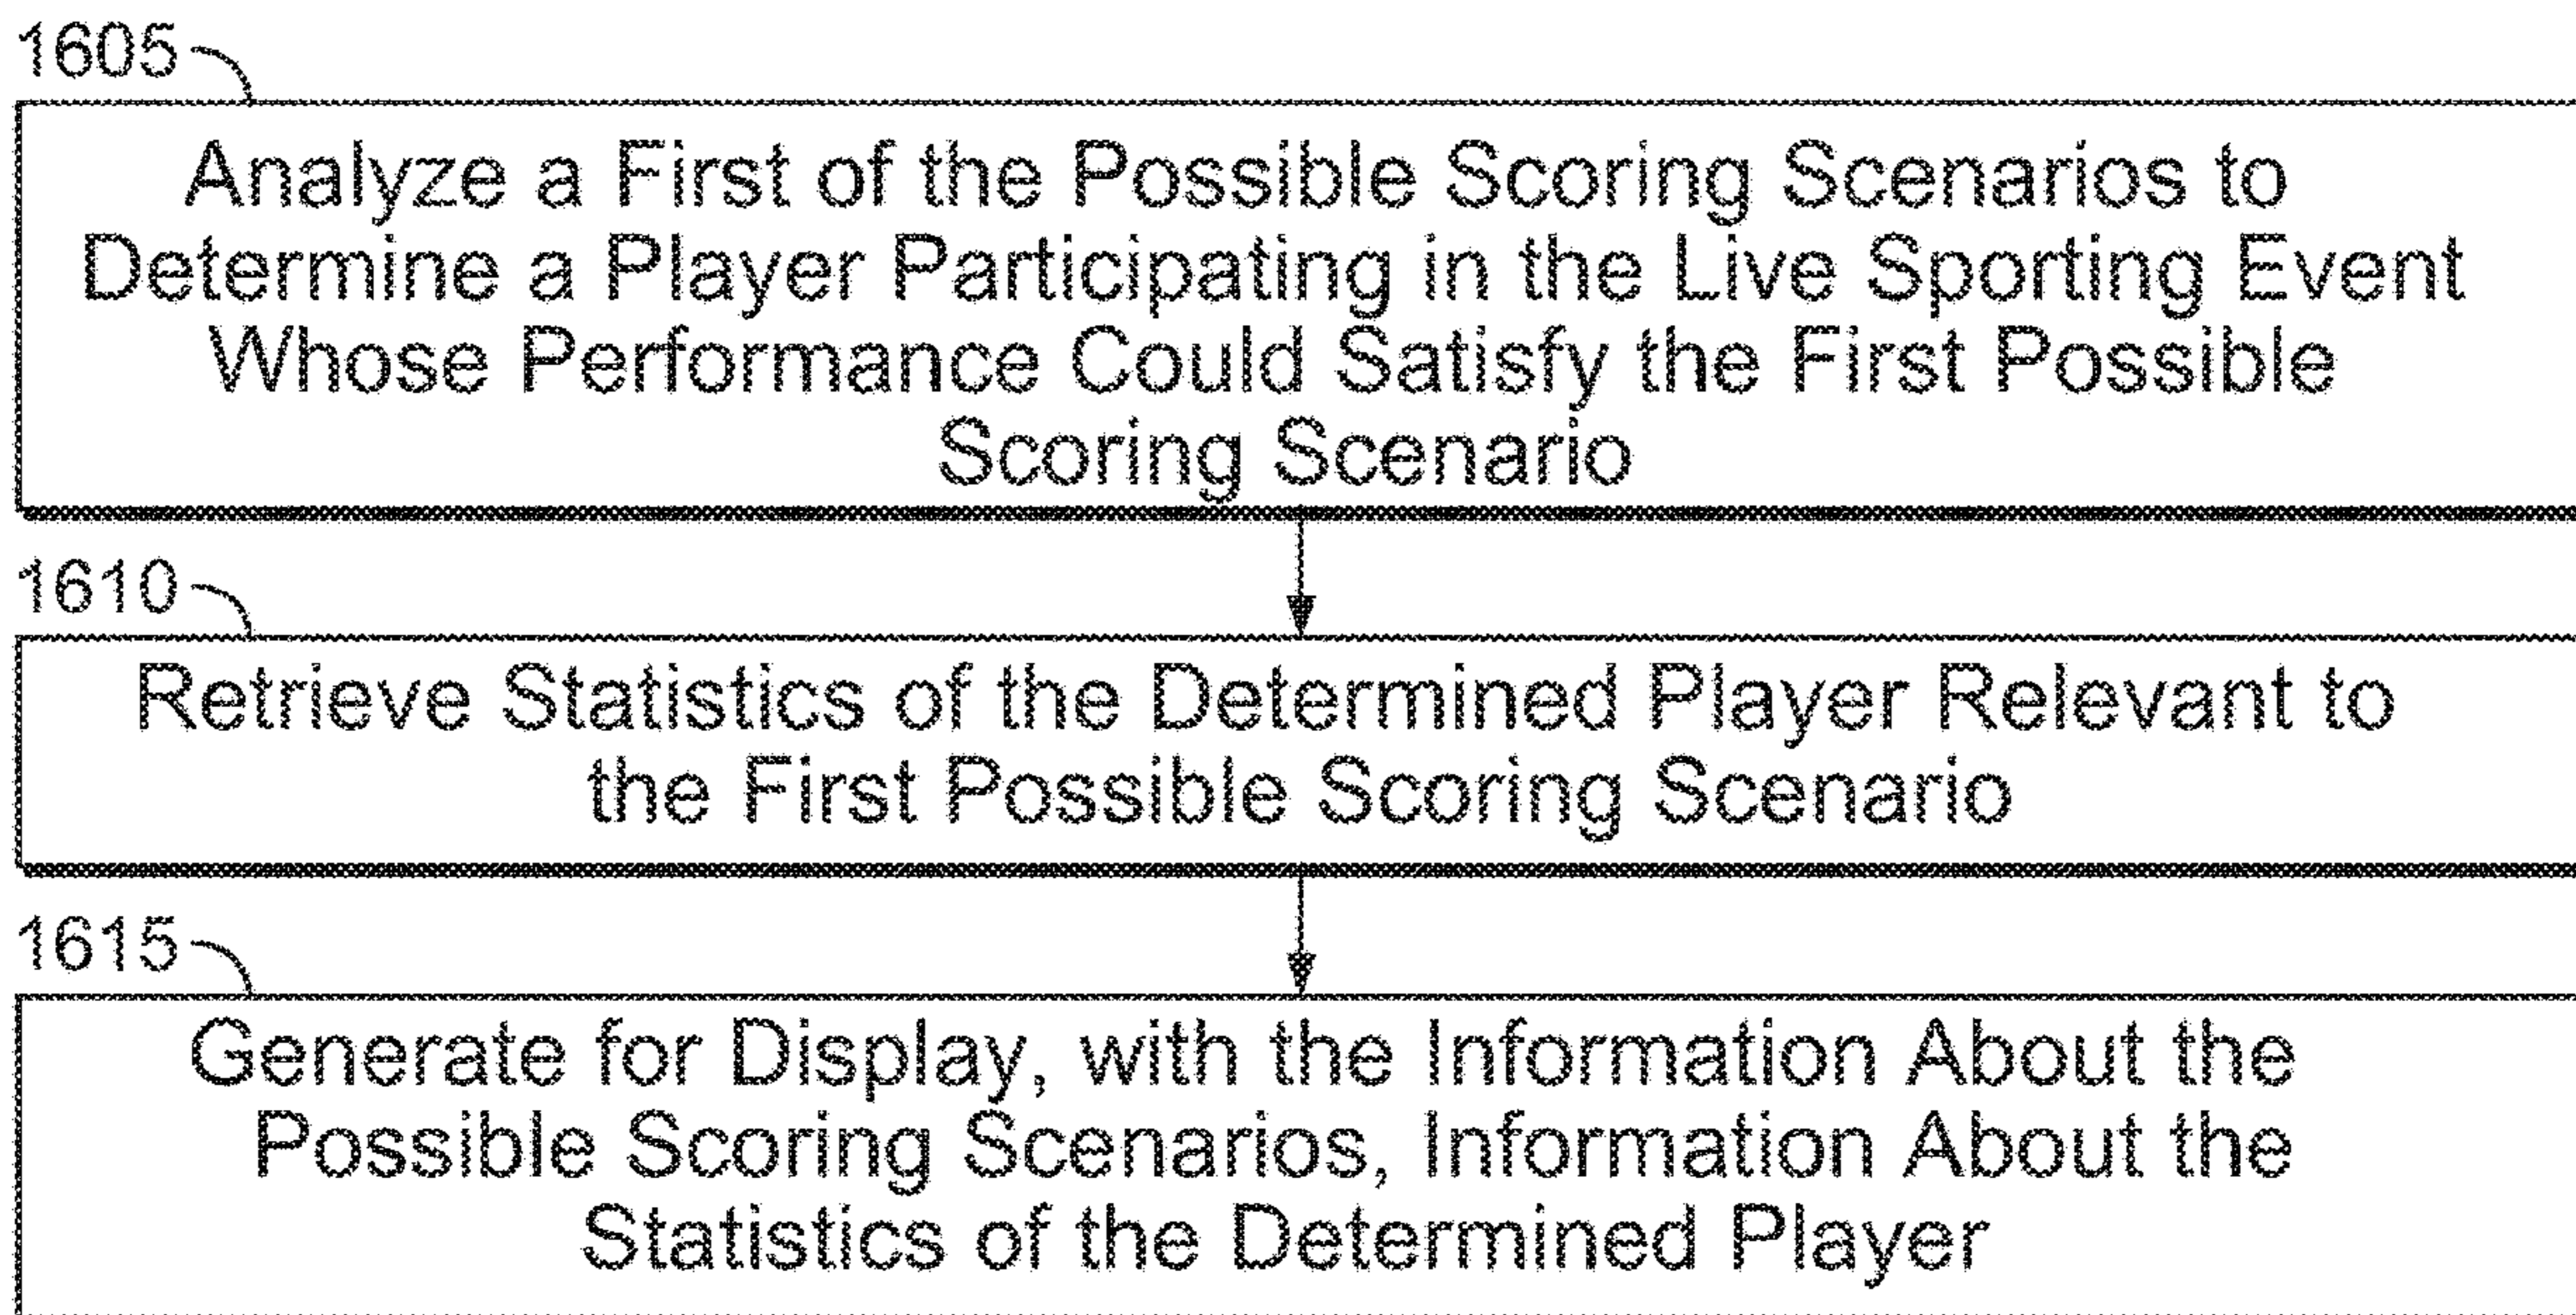 1605
Analyze a First of the Possible Scoring Scenarios to
Determine a Player Participating in the Live Sporting Event
Whose Performance Could Satisfy the First Possible
Scoring Scenario
1610
Retrieve Statistics of the Determined Player Relevant to
the First Possible Scoring Scenario
1615
Generate for Display, with the Information About the
Possible Scoring Scenarios, Information About the
Statistics of the Determined Player